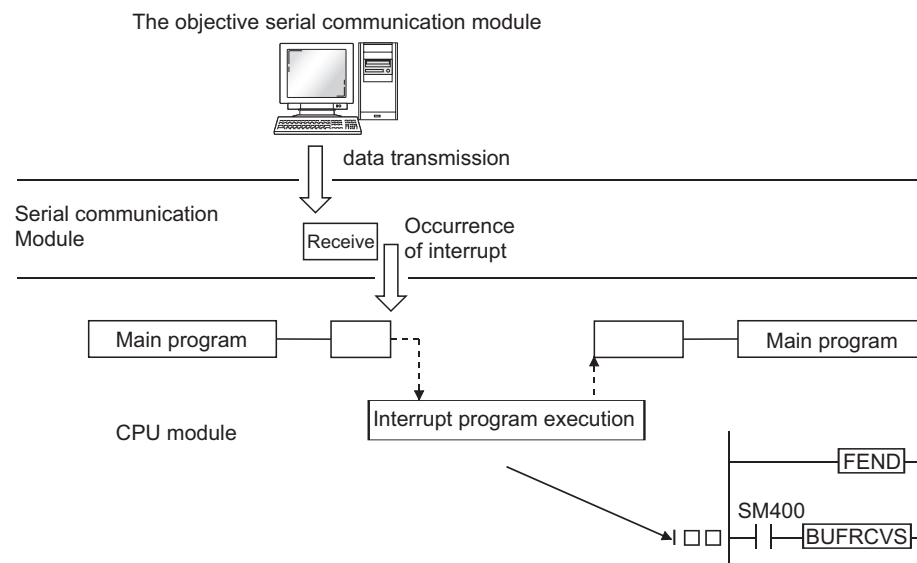 The objective serial communication module
data transmission
Serial communication
Module
Receive
Occurrence
of interrupt
Main program
Main program
Interrupt program execution
CPU module
FEND
SM400
I□□
BUFRCVS